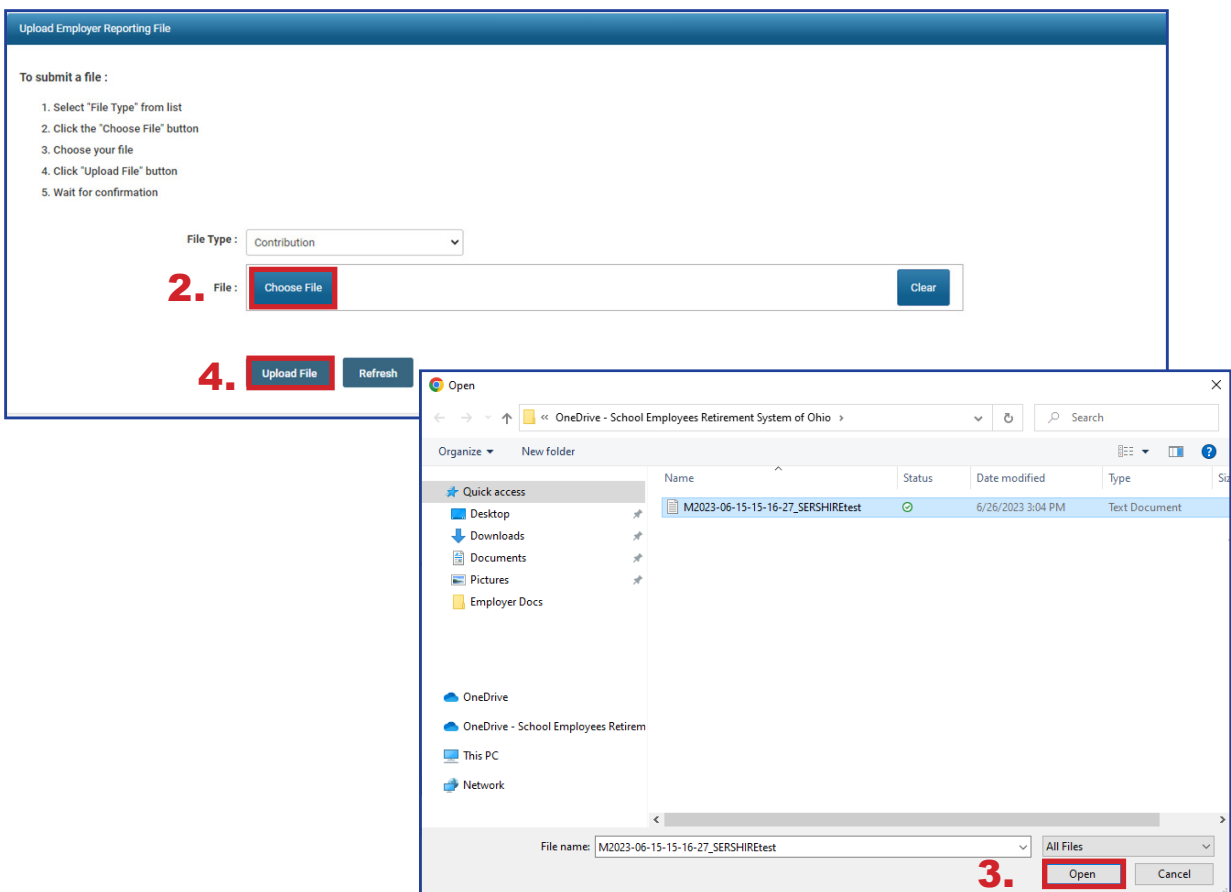 Upload Employer Reporting File
To submit a file :
1. Select "File Type" from list
2. Click the "Choose File" button
3. Choose your file
4. Click "Upload File" button
5. Wait for confirmation
File Type : Contribution
2. File : Choose File Clear
4. Upload File Refresh
Open
« OneDrive - School Employees Retirement System of Ohio › Search
Organize New folder
Name Status Date modified Type Siz
Quick access
M2023-06-15-15-16-27_SERSHIREtest 6/26/2023 3:04 PM Text Document
Desktop
Downloads
Documents
Pictures
Employer Docs
OneDrive
OneDrive - School Employees Retirem
This PC
Network
File name: M2023-06-15-15-16-27_SERSHIREtest All Files
3. Open Cancel